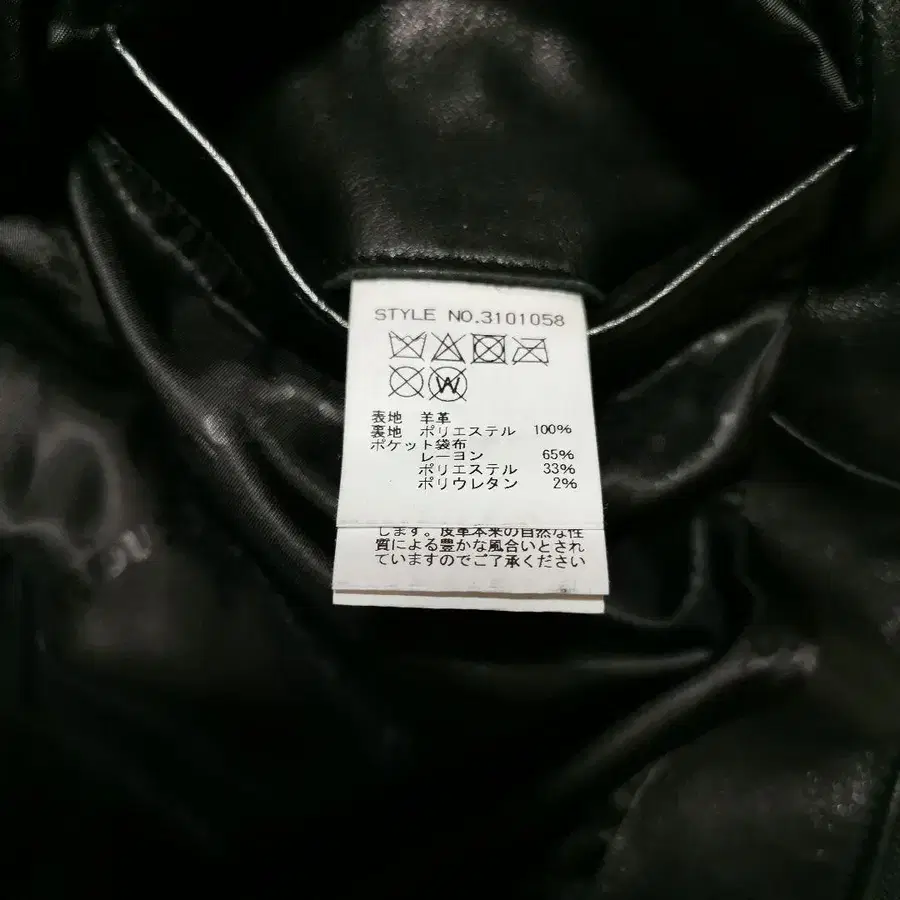 STYLE NO.3101058
W
表地 羊革
裏地 ポリエステル 100%
ポケット袋布
レーヨン 65%
ポリエステル 33%
ポリウレタン 2%
します。皮革本来の自然な性
質による豊かな風合いとされ
ていますのでご了承ください